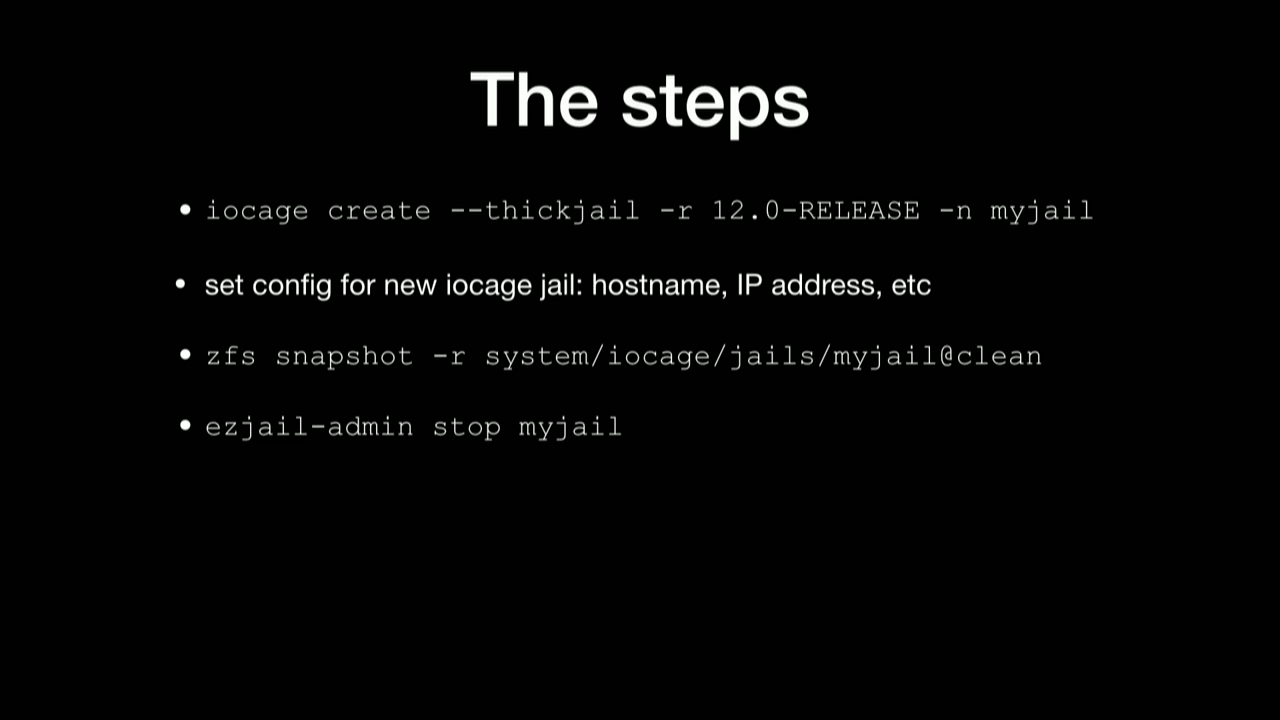 The steps
• iocage create --thickjail -r 12.0-RELEASE -n myjail
• set config for new iocage jail: hostname, IP address, etc
• zfs snapshot -r system/iocage/jails/myjail@clean
• ezjail-admin stop myjail